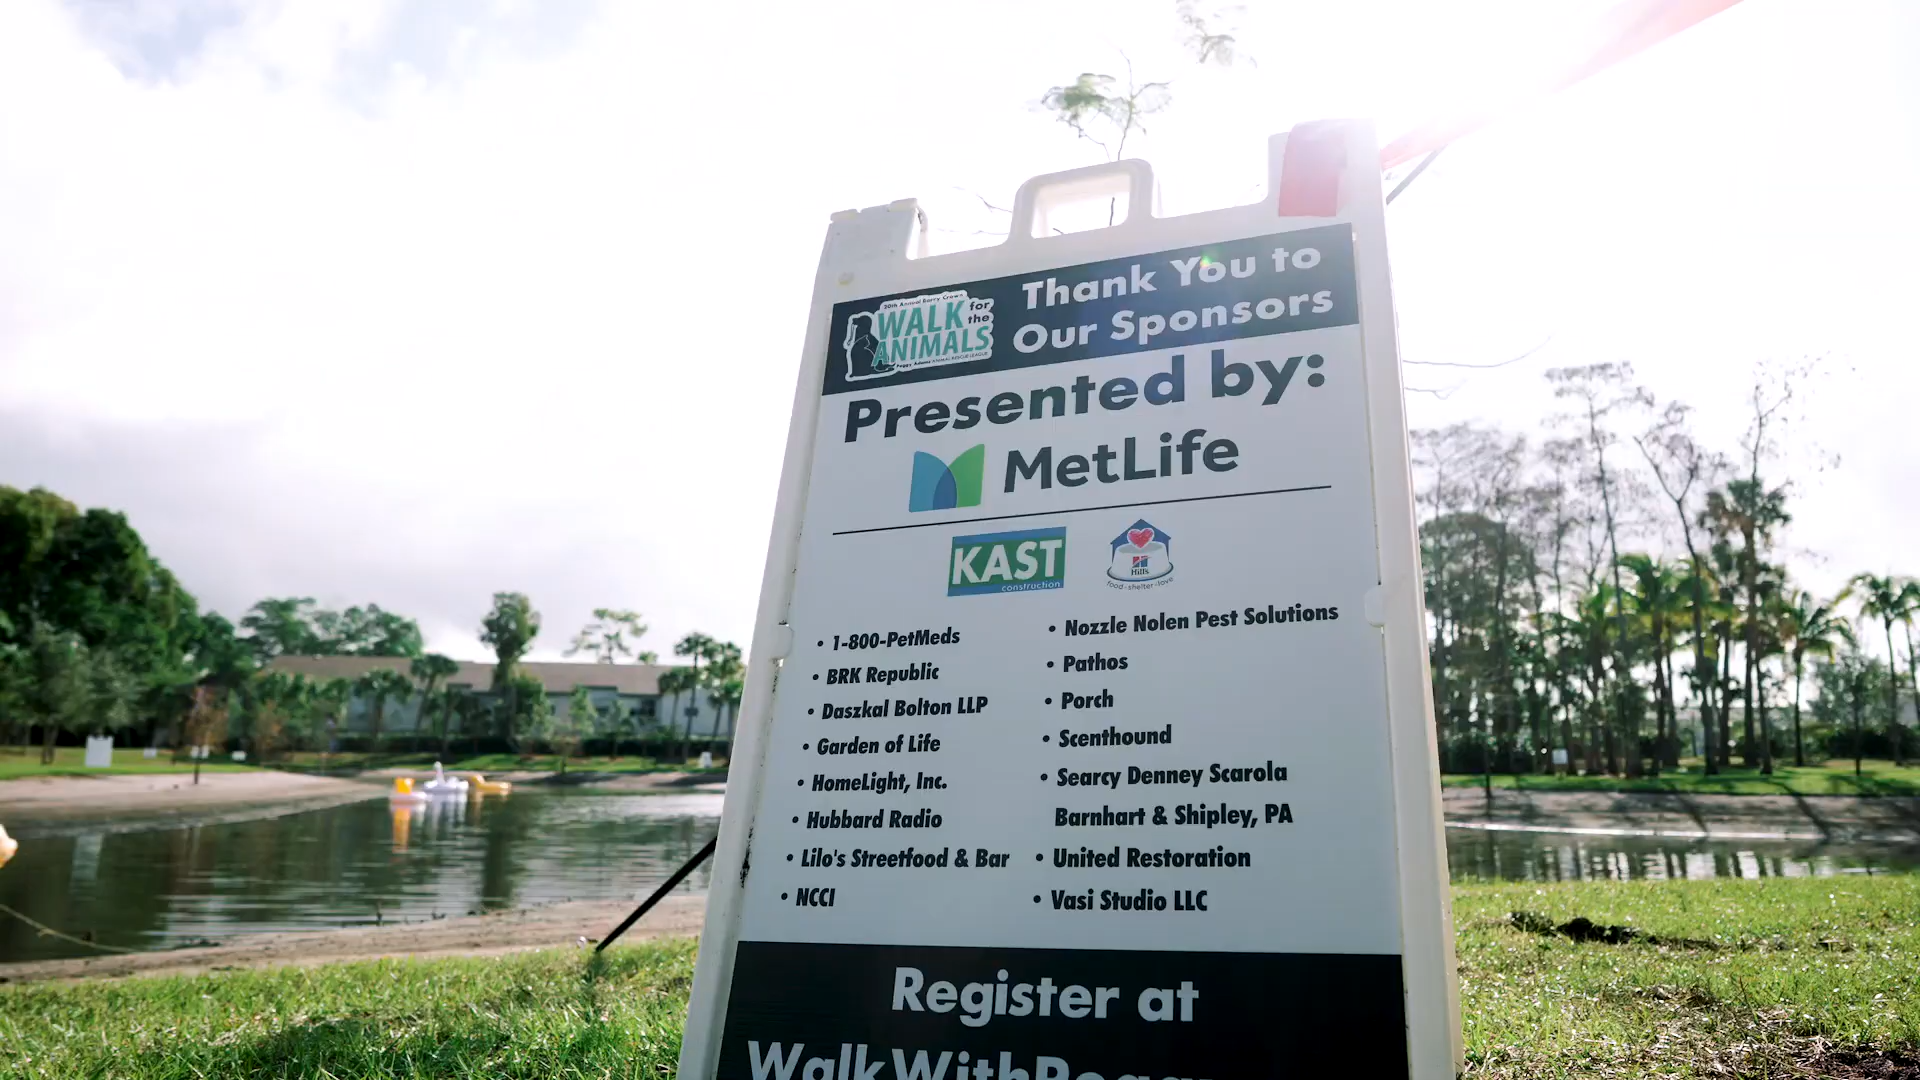 30th Annual Barry Crown
WALK for the
ANIMALS
Peggy Adams ANIMAL RESCUE LEAGUE
Thank You to
Our Sponsors
Presented by:
MetLife
KAST
construction
Hill's
food · shelter · love
• 1-800-PetMeds
• BRK Republic
• Daszkal Bolton LLP
• Garden of Life
• HomeLight, Inc.
• Hubbard Radio
• Lilo's Streetfood & Bar
• NCCI
• Nozzle Nolen Pest Solutions
• Pathos
• Porch
• Scenthound
• Searcy Denney Scarola
Barnhart & Shipley, PA
• United Restoration
• Vasi Studio LLC
Register at
WalkWithPeggy